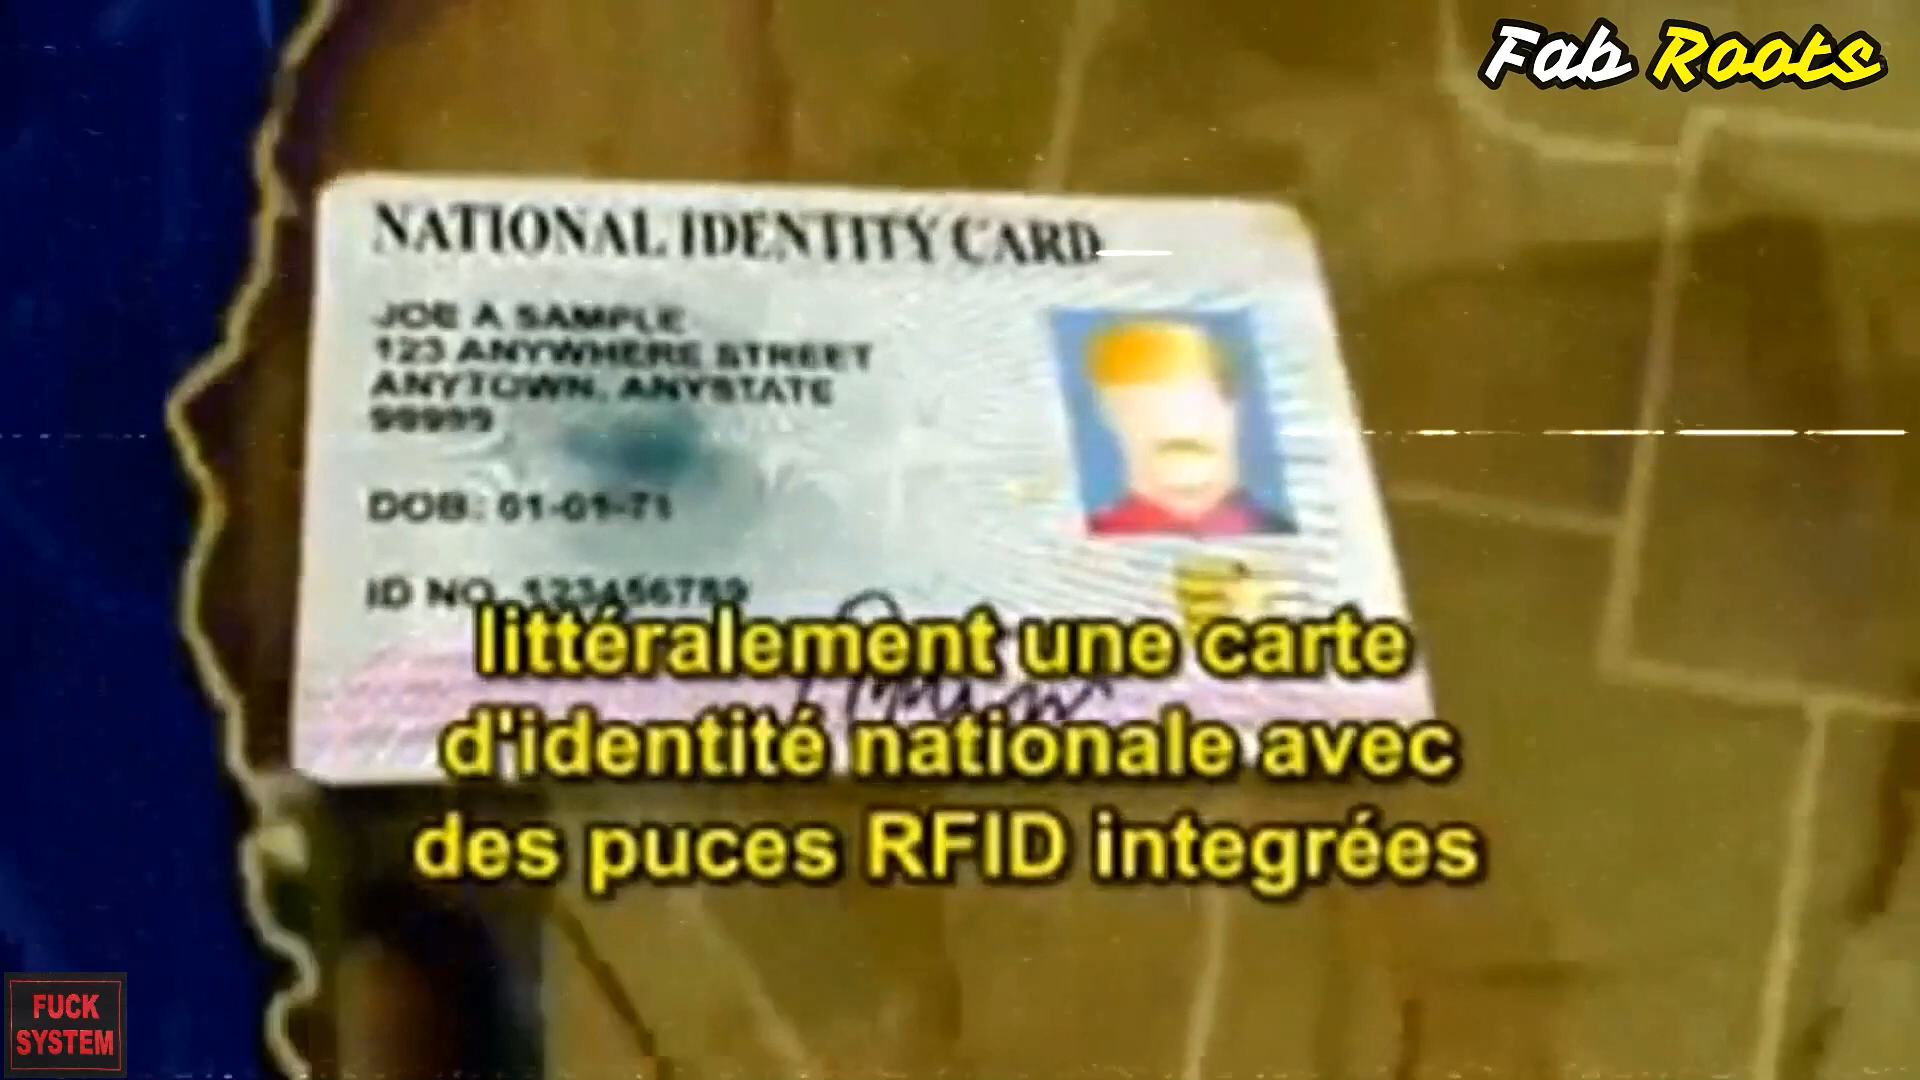 Fab Roots
NATIONAL IDENTITY CARD
JOE A SAMPLE
123 ANYWHERE STREET
ANYTOWN, ANYSTATE
99999
DOB: 01-01-71
ID NO. 123456789
littéralement une carte
d'identité nationale avec
des puces RFID integrées
FUCK
SYSTEM